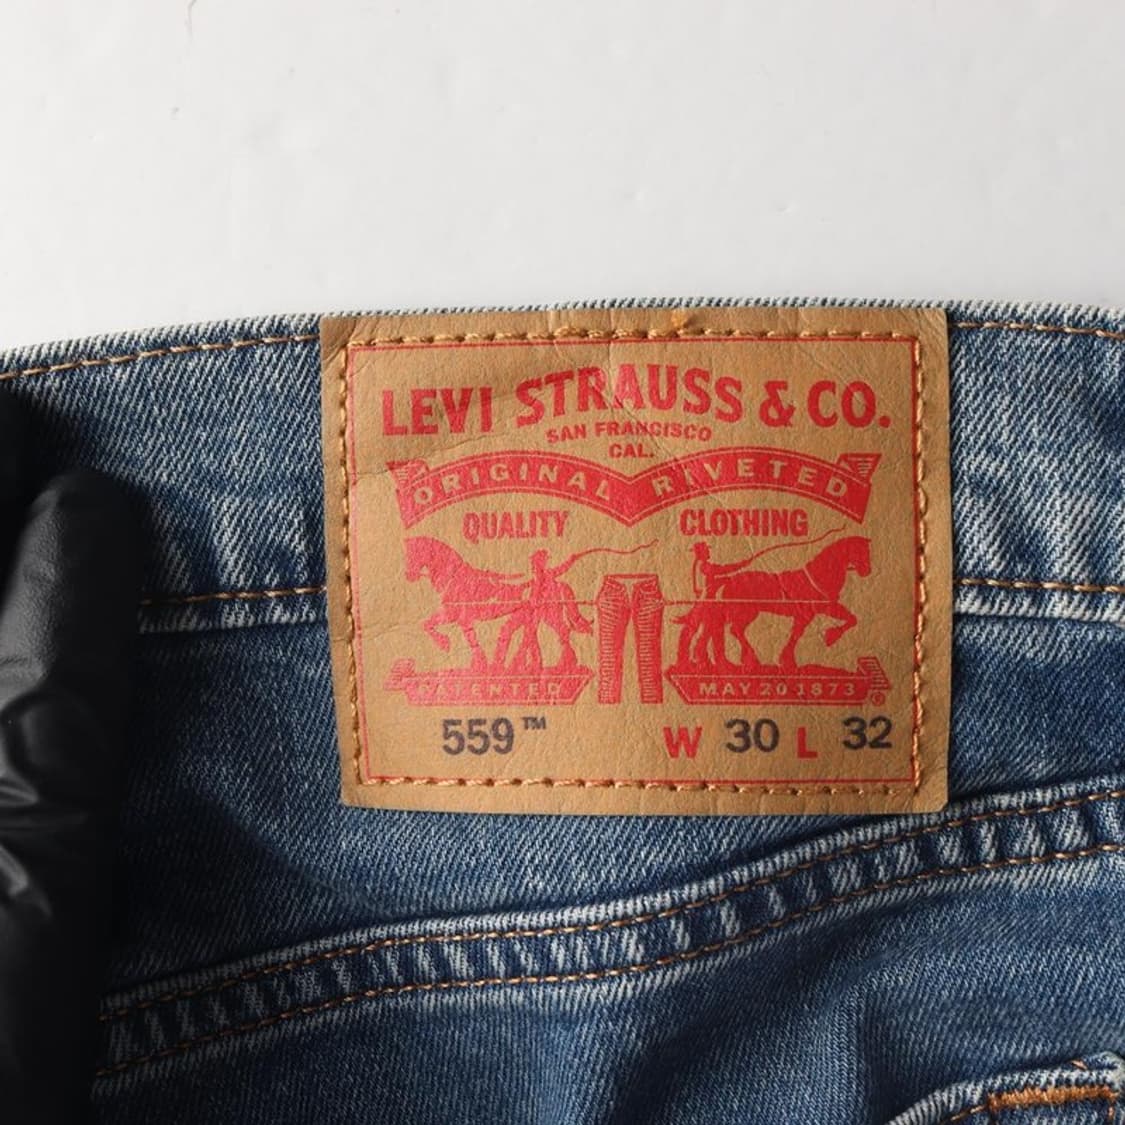 LEVI STRAUSS & CO.
SAN FRANCISCO
CAL.
ORIGINAL RIVETED
QUALITY CLOTHING
PATENTED MAY 20 1873 ®
559™ W 30 L 32